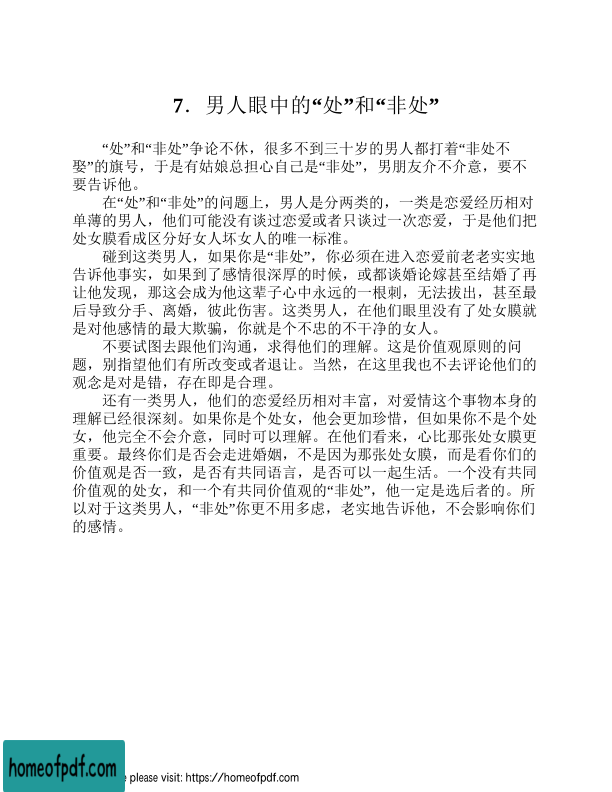 7．男人眼中的“处”和“非处”
“处”和“非处”争论不休，很多不到三十岁的男人都打着“非处不
娶”的旗号，于是有姑娘总担心自己是“非处”，男朋友介不介意，要不
要告诉他。
在“处”和“非处”的问题上，男人是分两类的，一类是恋爱经历相对
单薄的男人，他们可能没有谈过恋爱或者只谈过一次恋爱，于是他们把
处女膜看成区分好女人坏女人的唯一标准。
碰到这类男人，如果你是“非处”，你必须在进入恋爱前老老实实地
告诉他事实，如果到了感情很深厚的时候，或都谈婚论嫁甚至结婚了再
让他发现，那这会成为他这辈子心中永远的一根刺，无法拔出，甚至最
后导致分手、离婚，彼此伤害。这类男人，在他们眼里没有了处女膜就
是对他感情的最大欺骗，你就是个不忠的不干净的女人。
不要试图去跟他们沟通，求得他们的理解。这是价值观原则的问
题，别指望他们有所改变或者退让。当然，在这里我也不去评论他们的
观念是对是错，存在即是合理。
还有一类男人，他们的恋爱经历相对丰富，对爱情这个事物本身的
理解已经很深刻。如果你是个处女，他会更加珍惜，但如果你不是个处
女，他完全不会介意，同时可以理解。在他们看来，心比那张处女膜更
重要。最终你们是否会走进婚姻，不是因为那张处女膜，而是看你们的
价值观是否一致，是否有共同语言，是否可以一起生活。一个没有共同
价值观的处女，和一个有共同价值观的“非处”，他一定是选后者的。所
以对于这类男人，“非处”你更不用多虑，老实地告诉他，不会影响你们
的感情。
homeofpdf.com
e please visit: https://homeofpdf.com